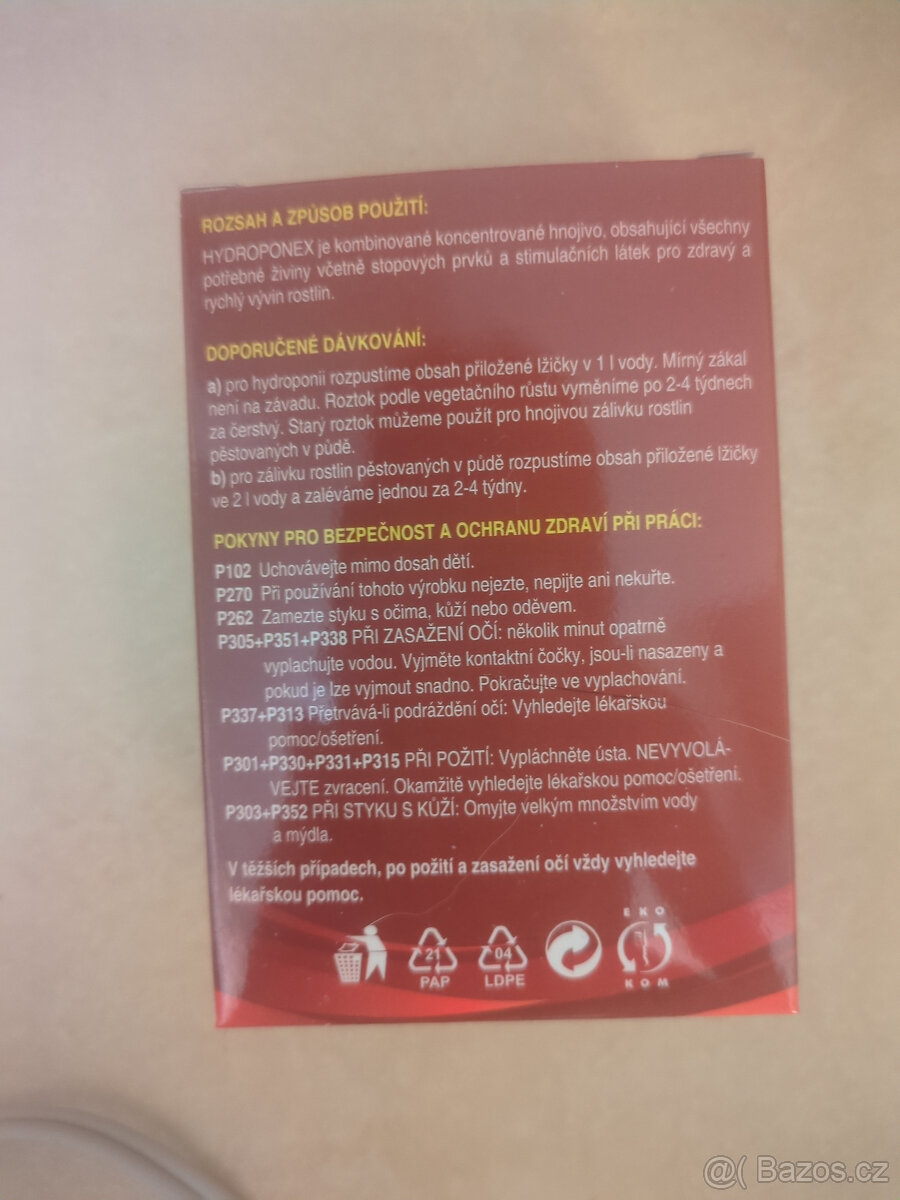 ROZSAH A ZPŮSOB POUŽITÍ:
HYDROPONEX je kombinované koncentrované hnojivo, obsahující všechny
potřebné živiny včetně stopových prvků a stimulačních látek pro zdravý a
rychlý vývin rostlin.
DOPORUČENÉ DÁVKOVÁNÍ:
a) pro hydroponii rozpustíme obsah přiložené lžičky v 1 l vody. Mírný zákal
není na závadu. Roztok podle vegetačního růstu vyměníme po 2-4 týdnech
za čerstvý. Starý roztok můžeme použít pro hnojivou zálivku rostlin
pěstovaných v půdě.
b) pro zálivku rostlin pěstovaných v půdě rozpustíme obsah přiložené lžičky
ve 2 l vody a zaléváme jednou za 2-4 týdny.
POKYNY PRO BEZPEČNOST A OCHRANU ZDRAVÍ PŘI PRÁCI:
P102 Uchovávejte mimo dosah dětí.
P270 Při používání tohoto výrobku nejezte, nepijte ani nekuřte.
P262 Zamezte styku s očima, kůží nebo oděvem.
P305+P351+P338 PŘI ZASAŽENÍ OČÍ: několik minut opatrně
vyplachujte vodou. Vyjměte kontaktní čočky, jsou-li nasazeny a
pokud je lze vyjmout snadno. Pokračujte ve vyplachování.
P337+P313 Přetrvává-li podráždění očí: Vyhledejte lékařskou
pomoc/ošetření.
P301+P330+P331+P315 PŘI POŽITÍ: Vypláchněte ústa. NEVYVOLÁ-
VEJTE zvracení. Okamžitě vyhledejte lékařskou pomoc/ošetření.
P303+P352 PŘI STYKU S KŮŽÍ: Omyjte velkým množstvím vody
a mýdla.
V těžších případech, po požití a zasažení očí vždy vyhledejte
lékařskou pomoc.
21
PAP
04
LDPE
EKO
KOM
@( Bazos.cz